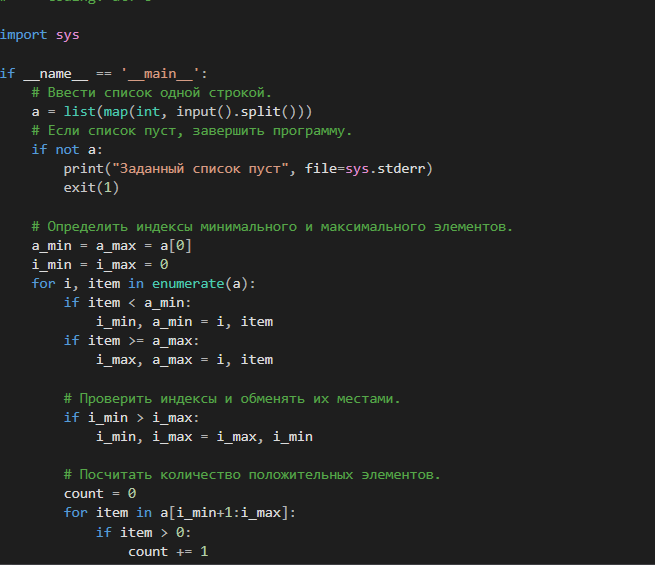 import sys
if __name__ == '__main__':
# Ввести список одной строкой.
a = list(map(int, input().split()))
# Если список пуст, завершить программу.
if not a:
print("Заданный список пуст", file=sys.stderr)
exit(1)
# Определить индексы минимального и максимального элементов.
a_min = a_max = a[0]
i_min = i_max = 0
for i, item in enumerate(a):
if item < a_min:
i_min, a_min = i, item
if item >= a_max:
i_max, a_max = i, item
# Проверить индексы и обменять их местами.
if i_min > i_max:
i_min, i_max = i_max, i_min
# Посчитать количество положительных элементов.
count = 0
for item in a[i_min+1:i_max]:
if item > 0:
count += 1